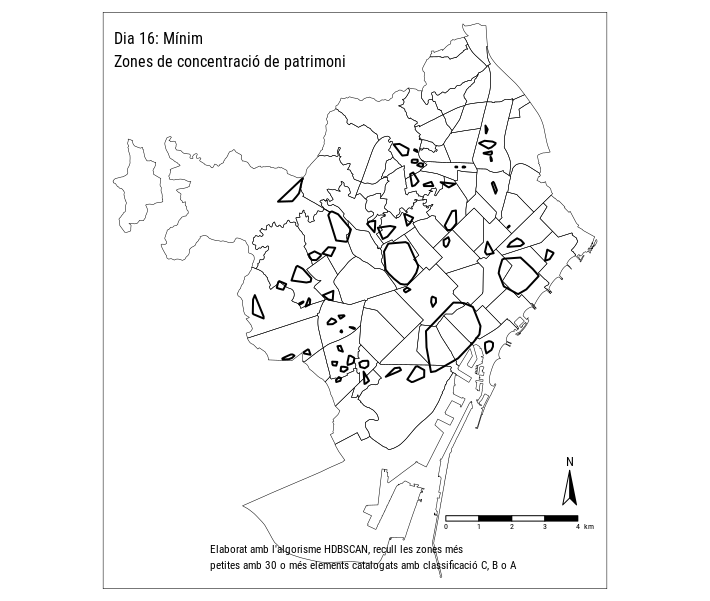 Dia 16: Mínim
Zones de concentració de patrimoni
N
0 1 2 3 4 km
Elaborat amb l'algorisme HDBSCAN, recull les zones més
petites amb 30 o més elements catalogats amb classificació C, B o A